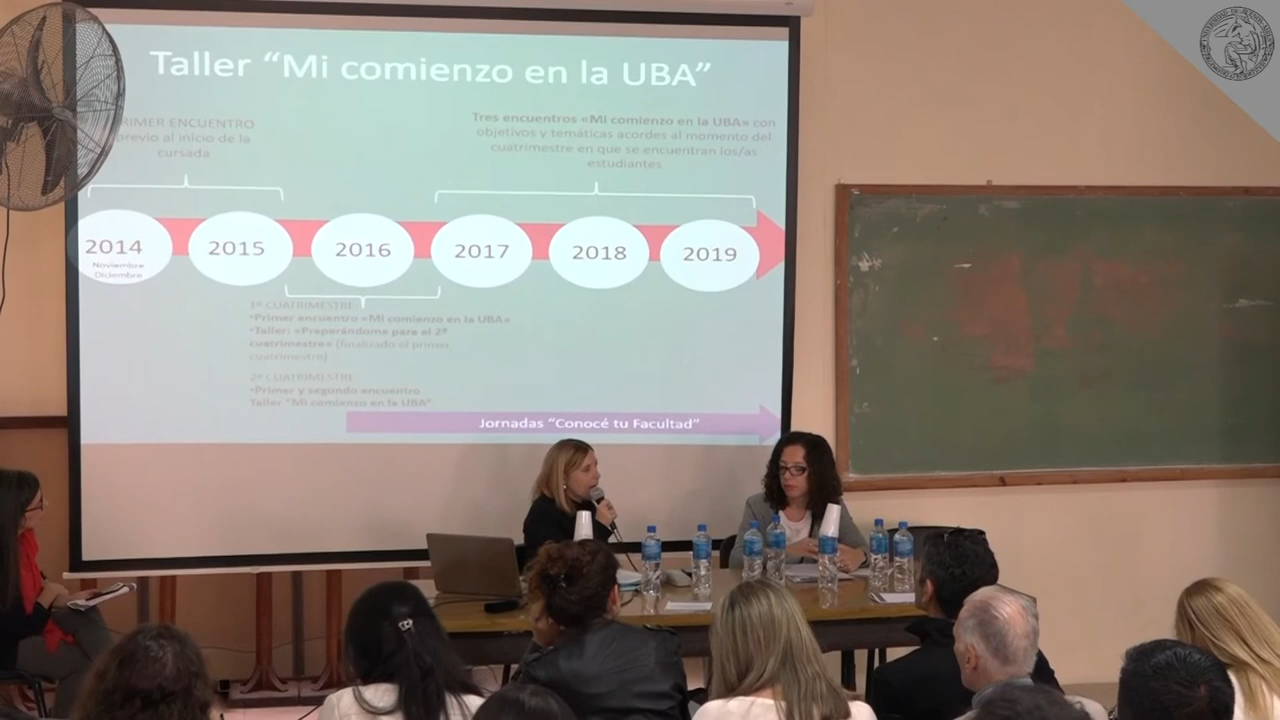 Taller “Mi comienzo en la UBA”
PRIMER ENCUENTRO
previo al inicio de la
cursada
Tres encuentros «Mi comienzo en la UBA» con
objetivos y temáticas acordes al momento del
cuatrimestre en que se encuentran los/as
estudiantes
2014
Noviembre
Diciembre
2015
2016
2017
2018
2019
1º CUATRIMESTRE:
•Primer encuentro «Mi comienzo en la UBA»
•Taller: «Preparándome para el 2º
cuatrimestre» (finalizado el primer
cuatrimestre)
2º CUATRIMESTRE:
•Primer y segundo encuentro
Taller “Mi comienzo en la UBA”
Jornadas “Conocé tu Facultad”